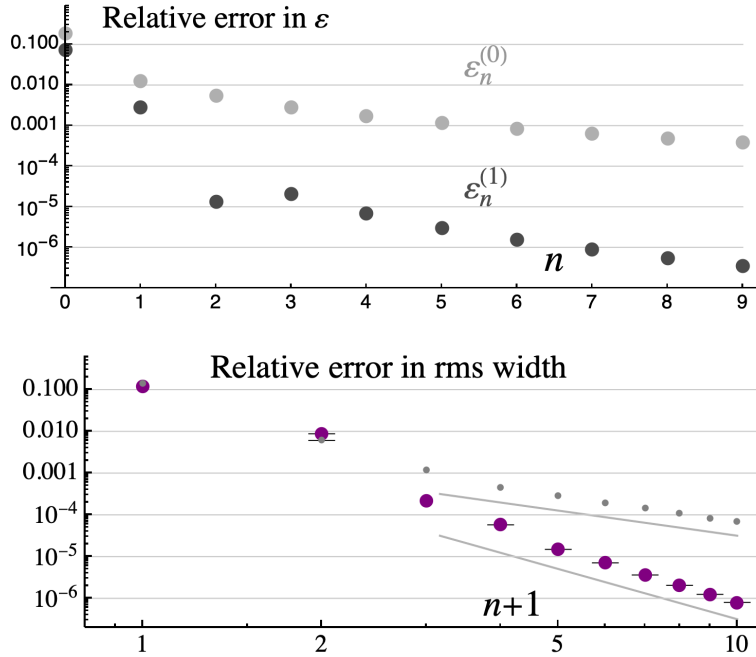 Relative error in ε
0.100
0.010
0.001
10⁻⁴
10⁻⁵
10⁻⁶
εₙ⁽⁰⁾
εₙ⁽¹⁾
n
0 1 2 3 4 5 6 7 8 9
Relative error in rms width
0.100
0.010
0.001
10⁻⁴
10⁻⁵
10⁻⁶
n+1
1 2 5 10